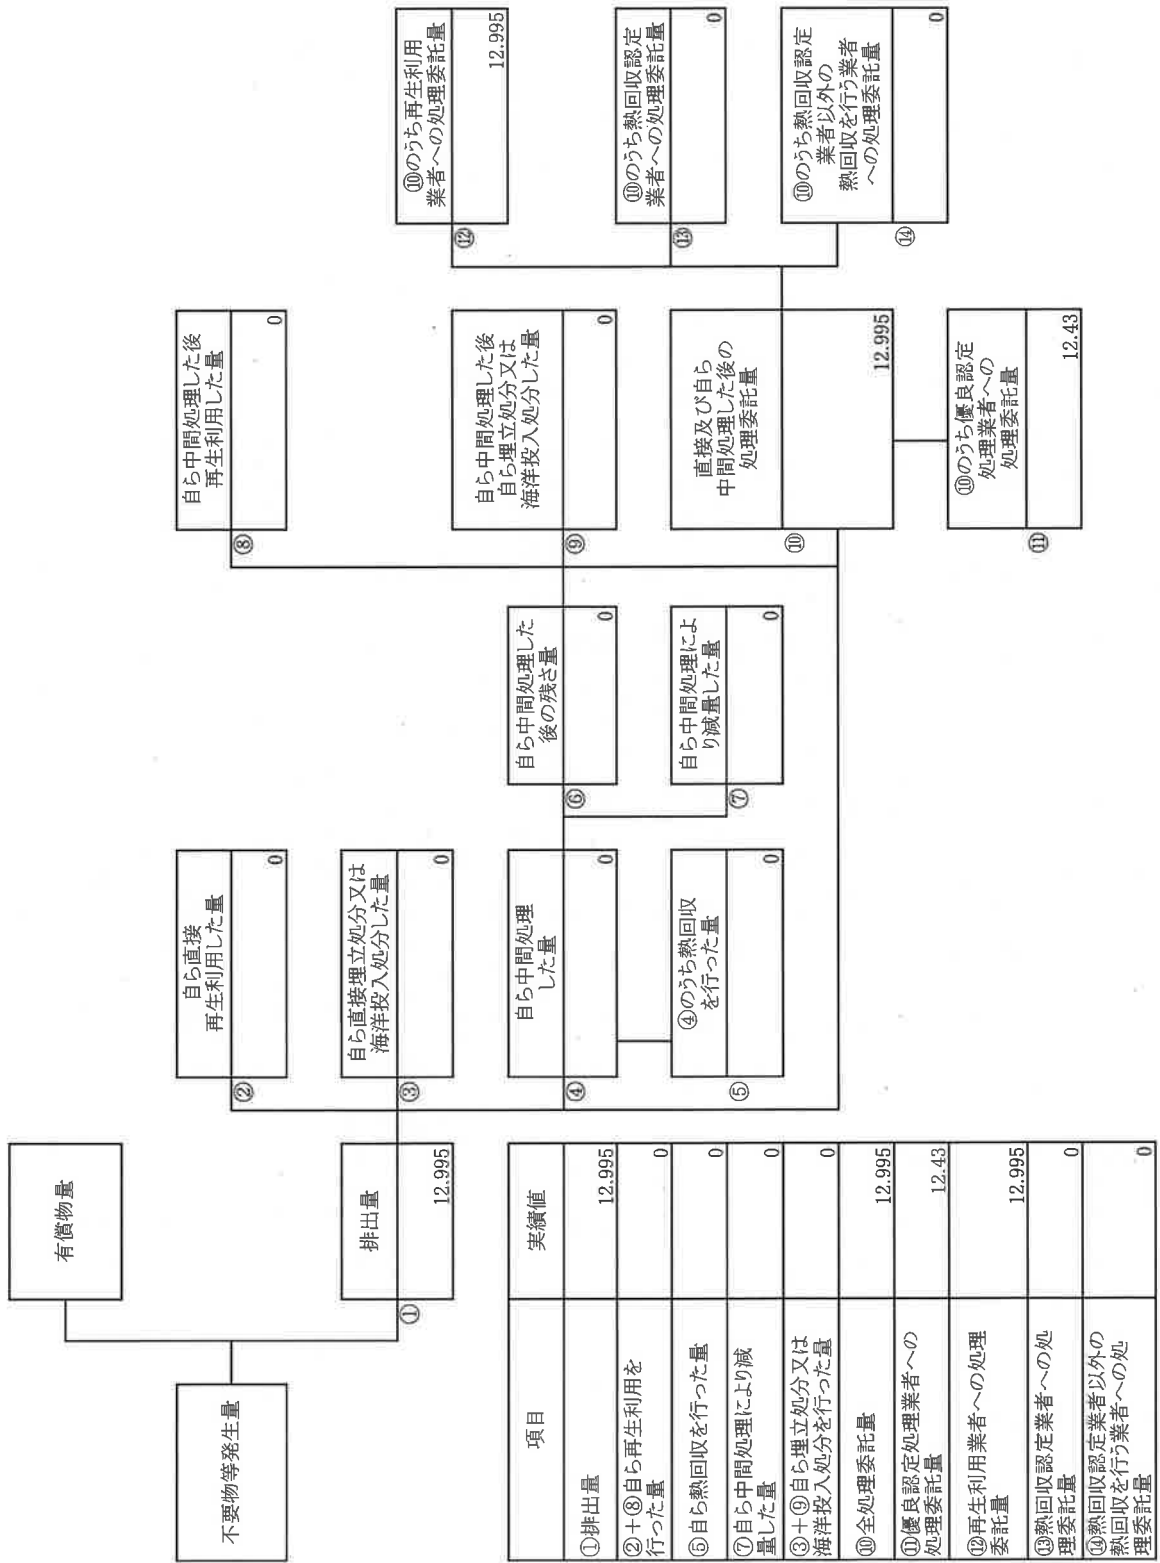 不要物等発生量
有償物量
排出量
①
12.995
自ら直接
再生利用した量
②
0
自ら直接埋立処分又は
海洋投入処分した量
③
0
自ら中間処理
した量
④
0
④のうち熱回収
を行った量
⑤
0
自ら中間処理した
後の残さ量
⑥
0
自ら中間処理によ
り減量した量
⑦
0
自ら中間処理した後
再生利用した量
⑧
0
自ら中間処理した後
自ら埋立処分又は
海洋投入処分した量
⑨
0
直接及び自ら
中間処理した後の
処理委託量
⑩
12.995
⑩のうち優良認定
処理業者への
処理委託量
⑪
12.43
⑩のうち再生利用
業者への処理委託量
⑫
12.995
⑩のうち熱回収認定
業者への処理委託量
⑬
0
⑩のうち熱回収認定
業者以外の
熱回収を行う業者
への処理委託量
⑭
0
項目 実績値
①排出量 12.995
②+⑧自ら再生利用を
行った量 0
⑤自ら熱回収を行った量 0
⑦自ら中間処理により減
量した量 0
③+⑨自ら埋立処分又は
海洋投入処分を行った量 0
⑩全処理委託量 12.995
⑪優良認定処理業者への
処理委託量 12.43
⑫再生利用業者への処理
委託量 12.995
⑬熱回収認定業者への処
理委託量 0
⑭熱回収認定業者以外の
熱回収を行う業者への処
理委託量 0